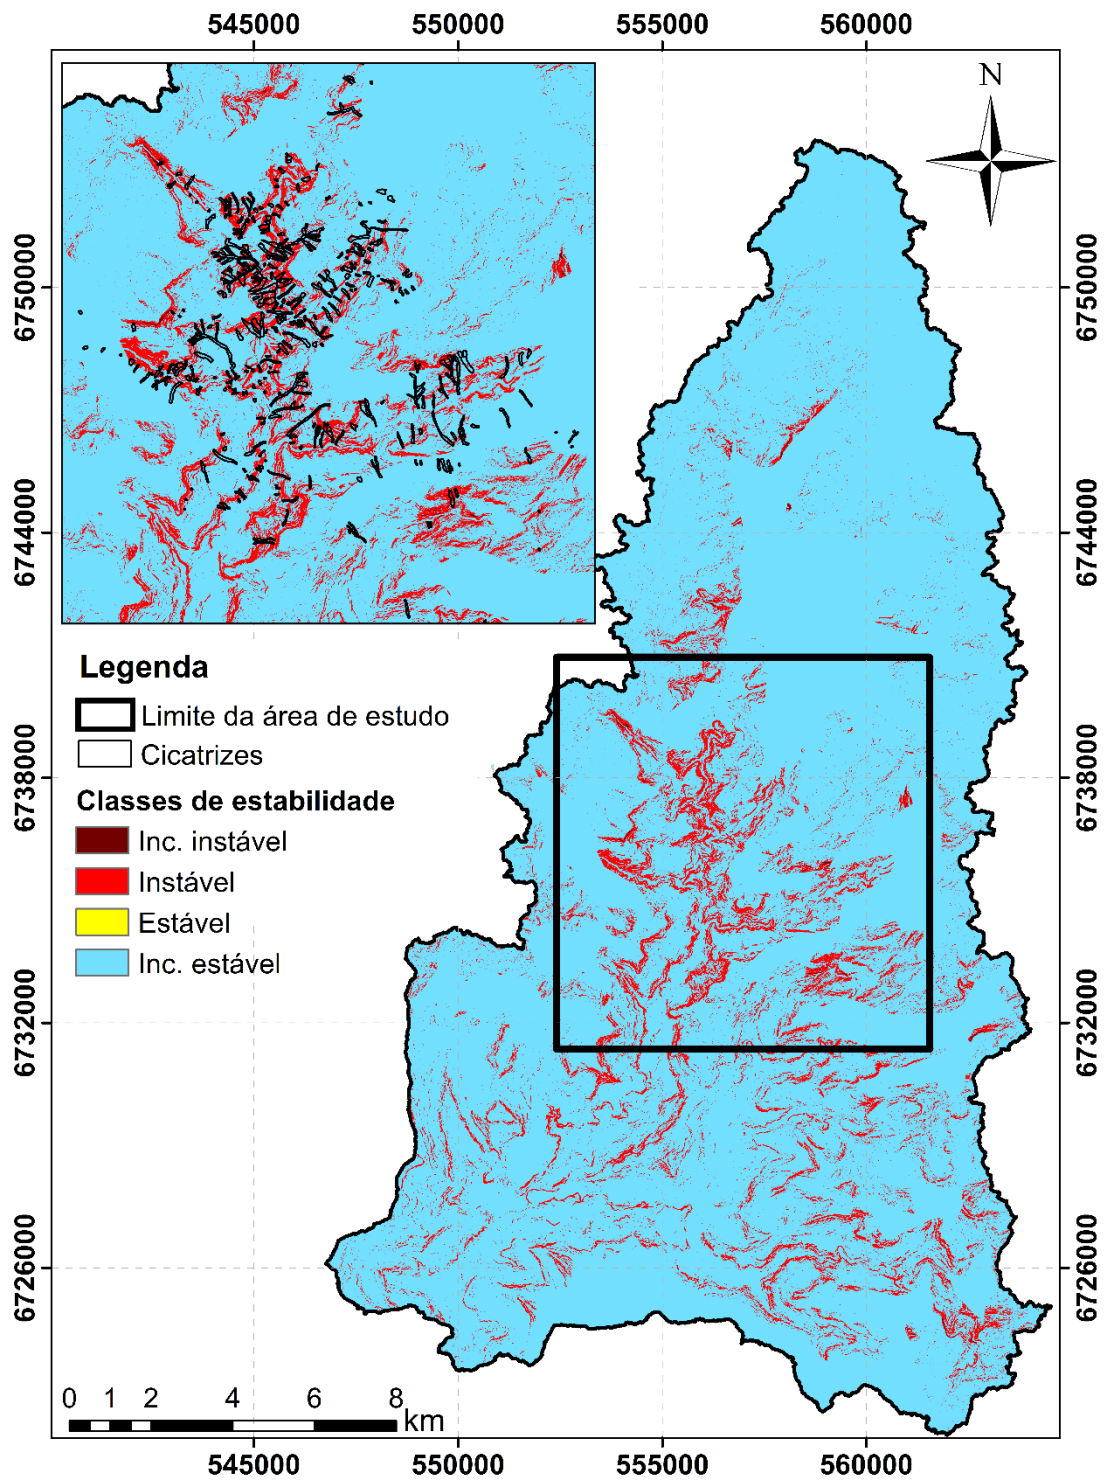 545000 550000 555000 560000
N
6750000 6750000
6744000 6744000
Legenda
Limite da área de estudo
Cicatrizes
Classes de estabilidade
Inc. instável
Instável
Estável
Inc. estável
6738000 6738000
6732000 6732000
6726000 6726000
0 1 2 4 6 8
km
545000 550000 555000 560000